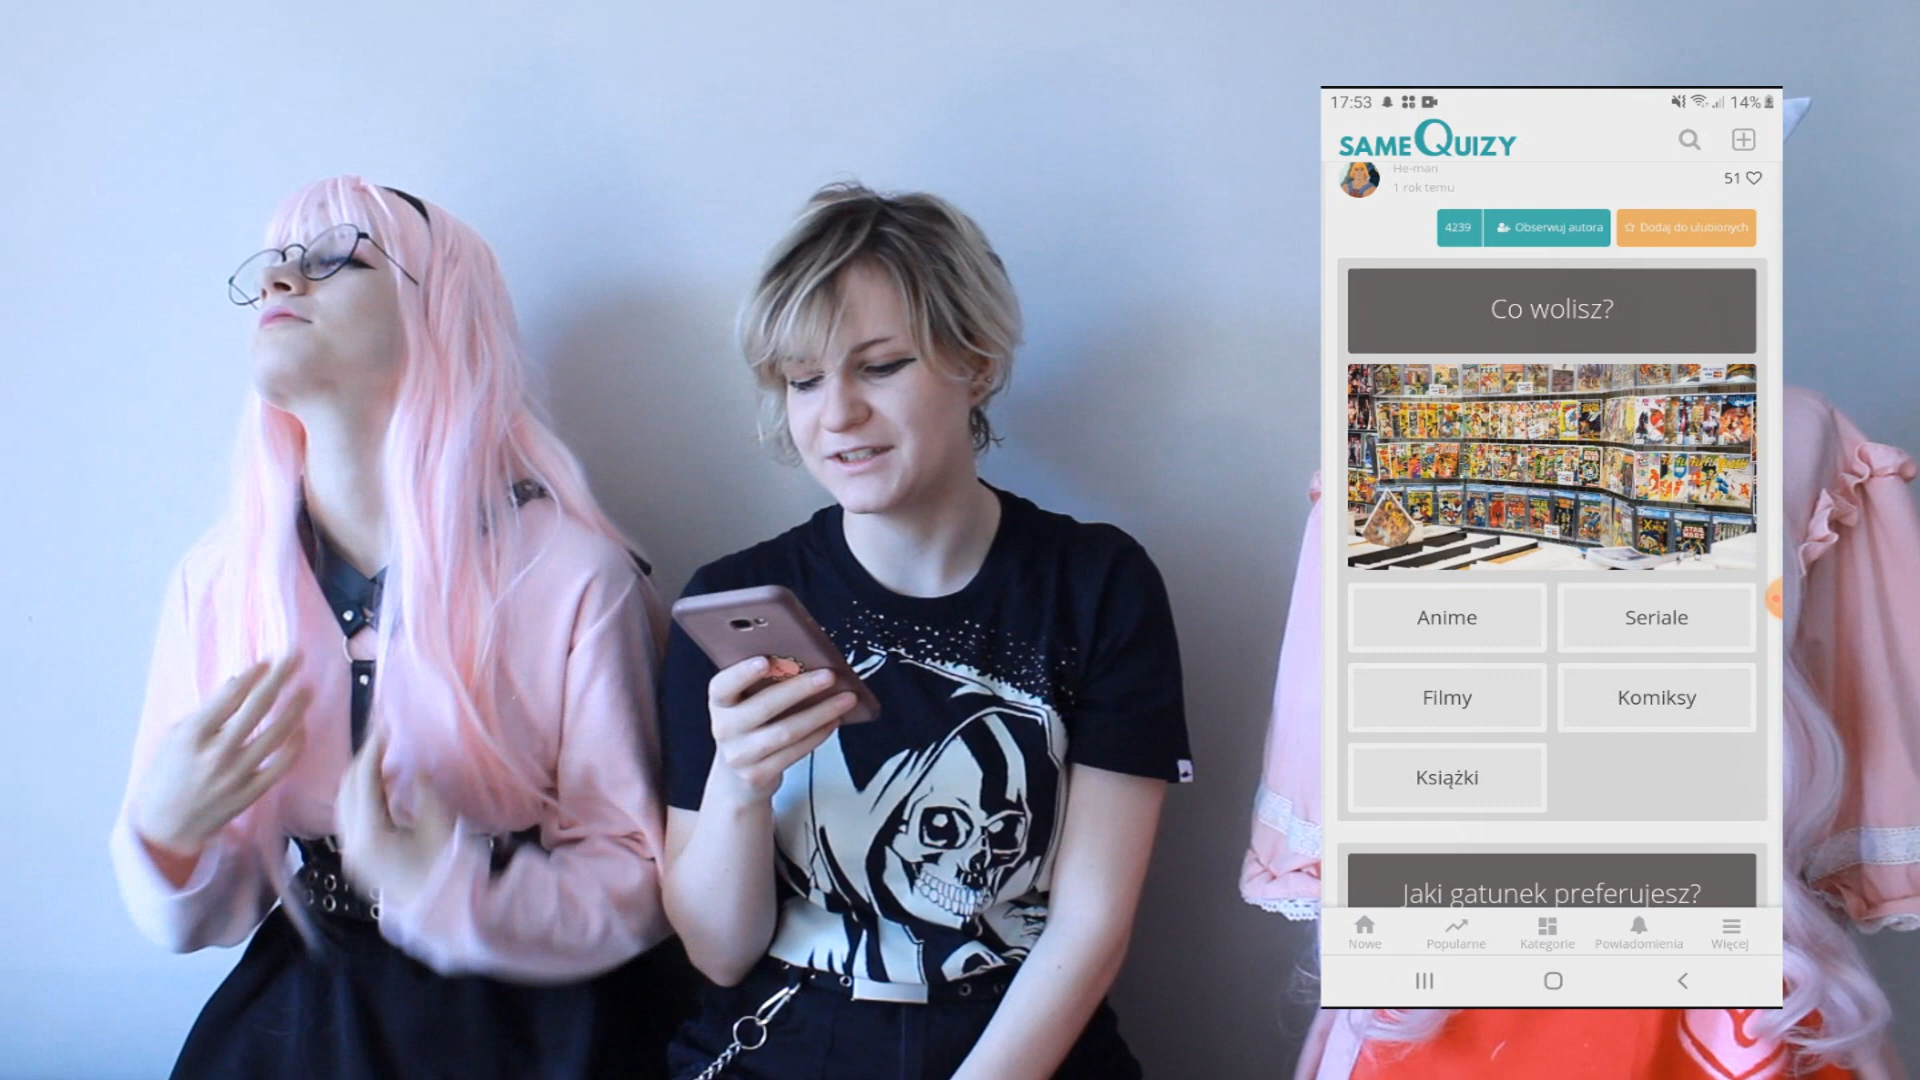 17:53
14%
SAMEQUIZY
He-man
1 rok temu
51
4239
Obserwuj autora
Dodaj do ulubionych
Co wolisz?
Anime
Seriale
Filmy
Komiksy
Książki
Jaki gatunek preferujesz?
Nowe
Popularne
Kategorie
Powiadomienia
Więcej